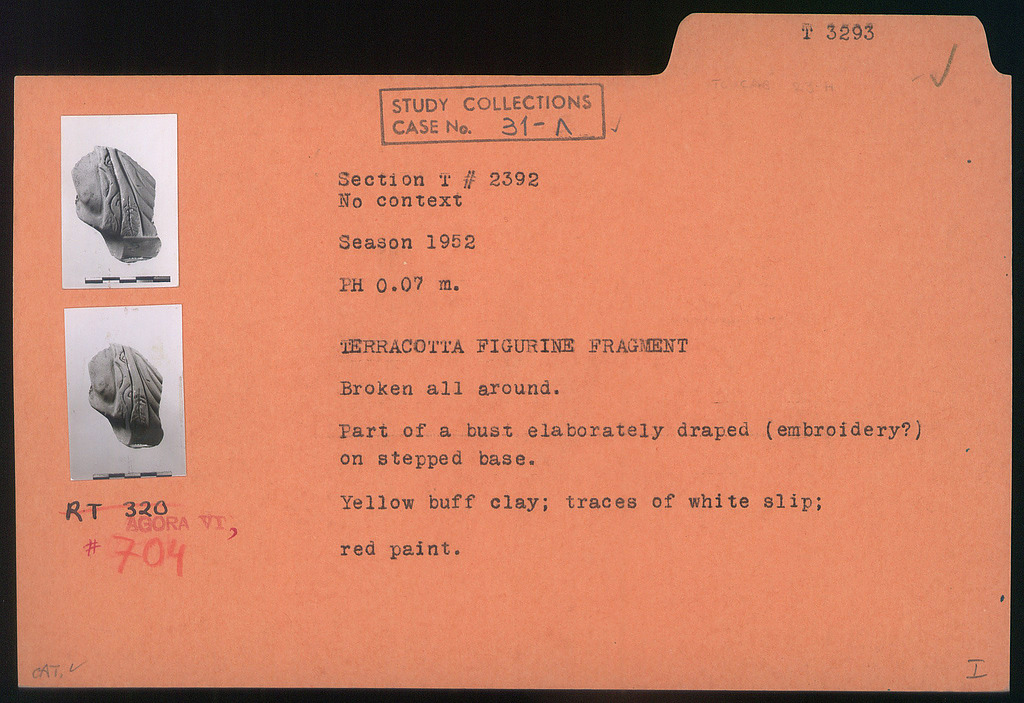 T 3293
STUDY COLLECTIONS
CASE No. 31-A
Section T # 2392
No context
Season 1952
PH 0.07 m.
TERRACOTTA FIGURINE FRAGMENT
Broken all around.
Part of a bust elaborately draped (embroidery?)
on stepped base.
Yellow buff clay; traces of white slip;
red paint.
RT 320
AGORA VI,
# 704
CAT. ✓
I